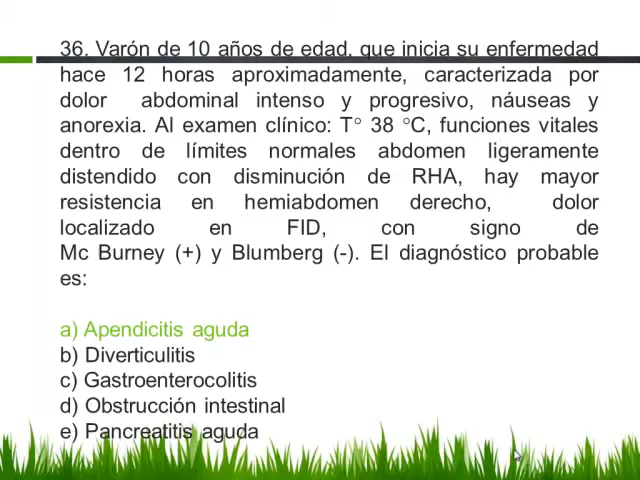 36. Varón de 10 años de edad, que inicia su enfermedad
hace 12 horas aproximadamente, caracterizada por
dolor abdominal intenso y progresivo, náuseas y
anorexia. Al examen clínico: T° 38 °C, funciones vitales
dentro de límites normales abdomen ligeramente
distendido con disminución de RHA, hay mayor
resistencia en hemiabdomen derecho, dolor
localizado en FID, con signo de
Mc Burney (+) y Blumberg (-). El diagnóstico probable
es:
a) Apendicitis aguda
b) Diverticulitis
c) Gastroenterocolitis
d) Obstrucción intestinal
e) Pancreatitis aguda